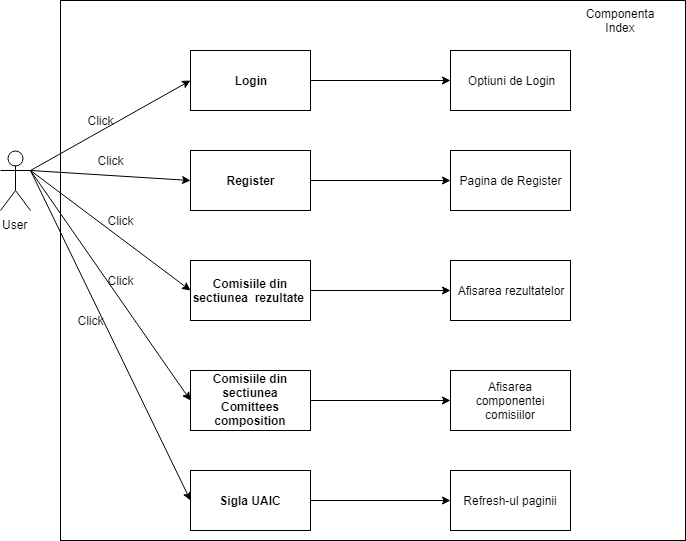 Componenta
Index
Click
Login
Optiuni de Login
Click
Register
Pagina de Register
User
Click
Comisiile din
sectiunea rezultate
Afisarea rezultatelor
Click
Comisiile din
sectiunea
Comittees
composition
Afisarea
componentei
comisiilor
Click
Sigla UAIC
Refresh-ul paginii